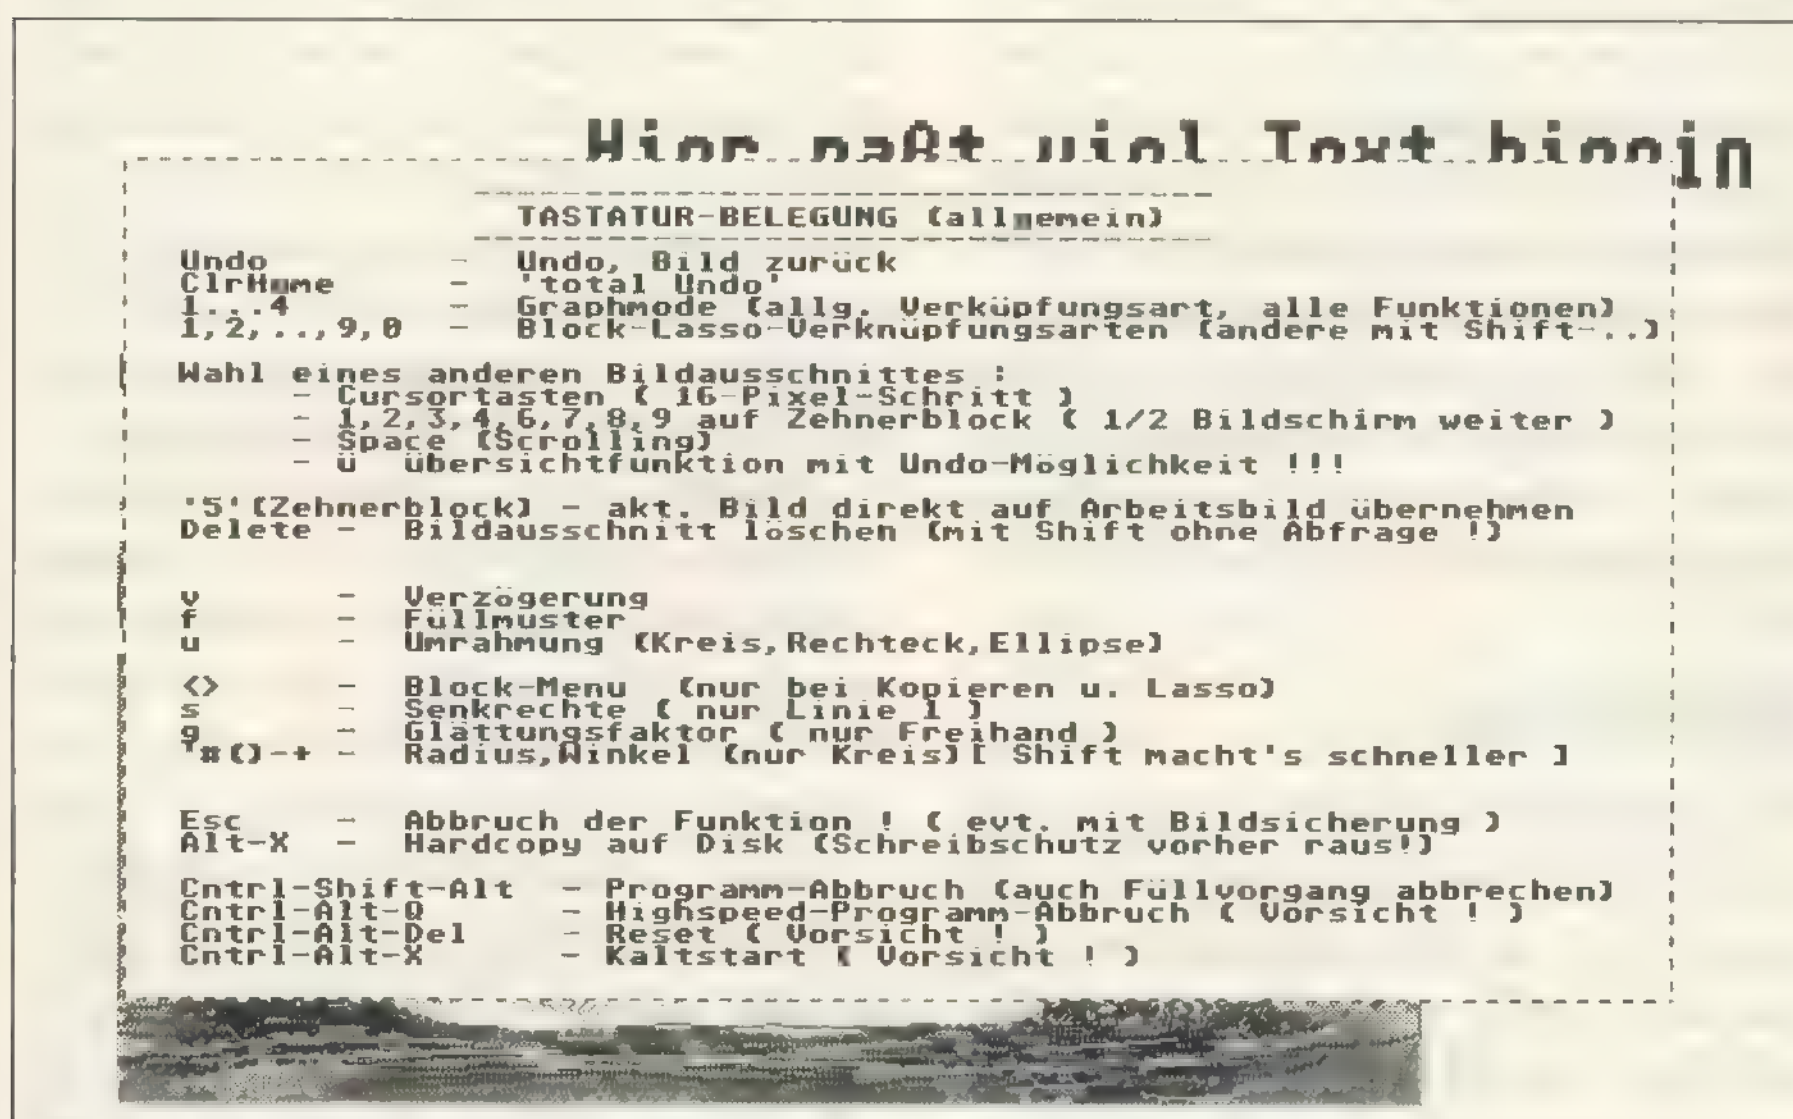 Hier paßt viel Text hinein
TASTATUR-BELEGUNG (allgemein)
Undo - Undo, Bild zurück
ClrHome - 'total Undo'
1...4 - Graphmode (allg. Verküpfungsart, alle Funktionen)
1,2,..,9,0 - Block-Lasso-Verknüpfungsarten (andere mit Shift-..)
Wahl eines anderen Bildausschnittes :
- Cursortasten ( 16-Pixel-Schritt )
- 1,2,3,4,6,7,8,9 auf Zehnerblock ( 1/2 Bildschirm weiter )
- Space (Scrolling)
- ü übersichtfunktion mit Undo-Möglichkeit !!!
'5'(Zehnerblock) - akt. Bild direkt auf Arbeitsbild übernehmen
Delete - Bildausschnitt löschen (mit Shift ohne Abfrage !)
v - Verzögerung
f - Füllmuster
u - Umrahmung (Kreis,Rechteck,Ellipse)
<> - Block-Menu (nur bei Kopieren u. Lasso)
s - Senkrechte ( nur Linie 1 )
g - Glättungsfaktor ( nur Freihand )
'#()-+ - Radius,Winkel (nur Kreis)[ Shift macht's schneller ]
Esc - Abbruch der Funktion ! ( evt. mit Bildsicherung )
Alt-X - Hardcopy auf Disk (Schreibschutz vorher raus!)
Cntrl-Shift-Alt - Programm-Abbruch (auch Füllvorgang abbrechen)
Cntrl-Alt-Q - Highspeed-Programm-Abbruch ( Vorsicht ! )
Cntrl-Alt-Del - Reset ( Vorsicht ! )
Cntrl-Alt-X - Kaltstart ( Vorsicht ! )